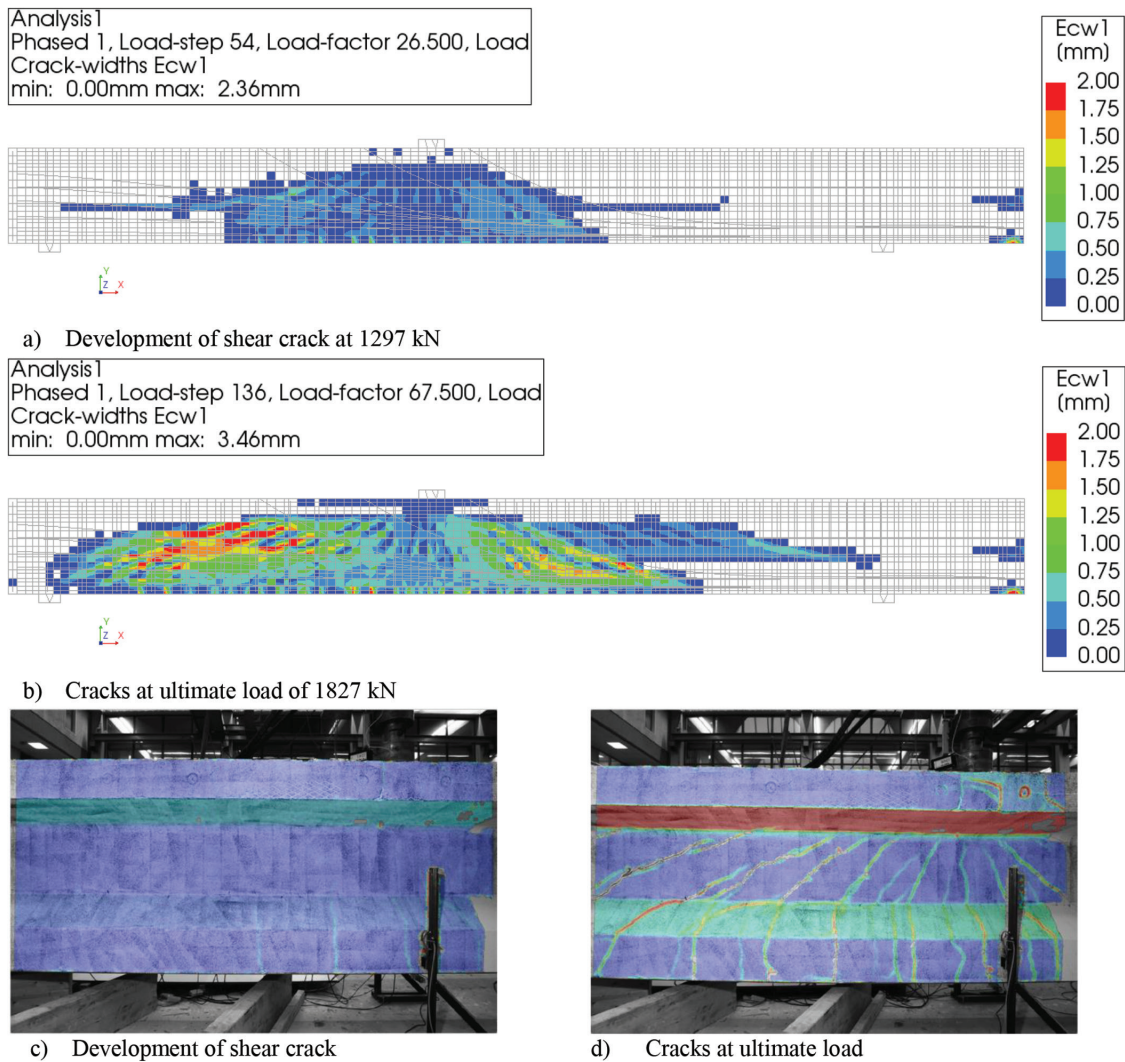 Analysis1
Phased 1, Load-step 54, Load-factor 26.500, Load
Crack-widths Ecw1
min: 0.00mm max: 2.36mm
Ecw1
(mm)
2.00
1.75
1.50
1.25
1.00
0.75
0.50
0.25
0.00
Y
Z X
a) Development of shear crack at 1297 kN
Analysis1
Phased 1, Load-step 136, Load-factor 67.500, Load
Crack-widths Ecw1
min: 0.00mm max: 3.46mm
Ecw1
(mm)
2.00
1.75
1.50
1.25
1.00
0.75
0.50
0.25
0.00
Y
Z X
b) Cracks at ultimate load of 1827 kN
c) Development of shear crack
d) Cracks at ultimate load